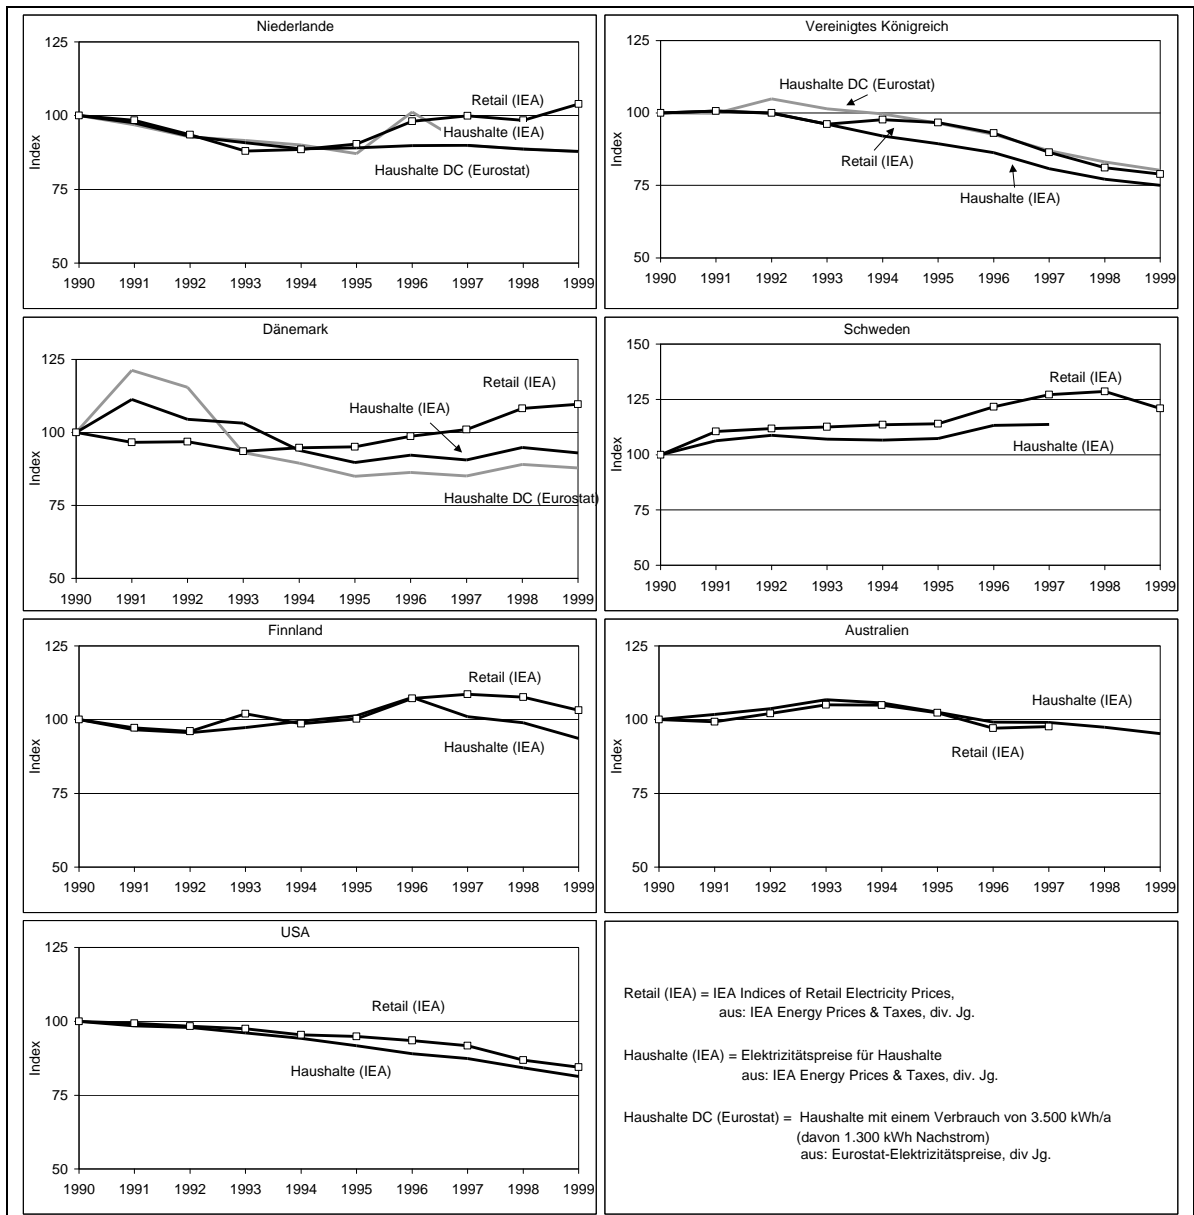 Niederlande
125
100
75
50
Index
Retail (IEA)
Haushalte (IEA)
Haushalte DC (Eurostat)
1990 1991 1992 1993 1994 1995 1996 1997 1998 1999
Vereinigtes Königreich
125
100
75
50
Index
Haushalte DC (Eurostat)
Retail (IEA)
Haushalte (IEA)
1990 1991 1992 1993 1994 1995 1996 1997 1998 1999
Dänemark
125
100
75
50
Index
Retail (IEA)
Haushalte (IEA)
Haushalte DC (Eurostat)
1990 1991 1992 1993 1994 1995 1996 1997 1998 1999
Schweden
150
125
100
75
50
Index
Retail (IEA)
Haushalte (IEA)
1990 1991 1992 1993 1994 1995 1996 1997 1998 1999
Finnland
125
100
75
50
Index
Retail (IEA)
Haushalte (IEA)
1990 1991 1992 1993 1994 1995 1996 1997 1998 1999
Australien
125
100
75
50
Index
Haushalte (IEA)
Retail (IEA)
1990 1991 1992 1993 1994 1995 1996 1997 1998 1999
USA
125
100
75
50
Index
Retail (IEA)
Haushalte (IEA)
1990 1991 1992 1993 1994 1995 1996 1997 1998 1999
Retail (IEA) = IEA Indices of Retail Electricity Prices,
aus: IEA Energy Prices & Taxes, div. Jg.
Haushalte (IEA) = Elektrizitätspreise für Haushalte
aus: IEA Energy Prices & Taxes, div. Jg.
Haushalte DC (Eurostat) = Haushalte mit einem Verbrauch von 3.500 kWh/a
(davon 1.300 kWh Nachstrom)
aus: Eurostat-Elektrizitätspreise, div Jg.